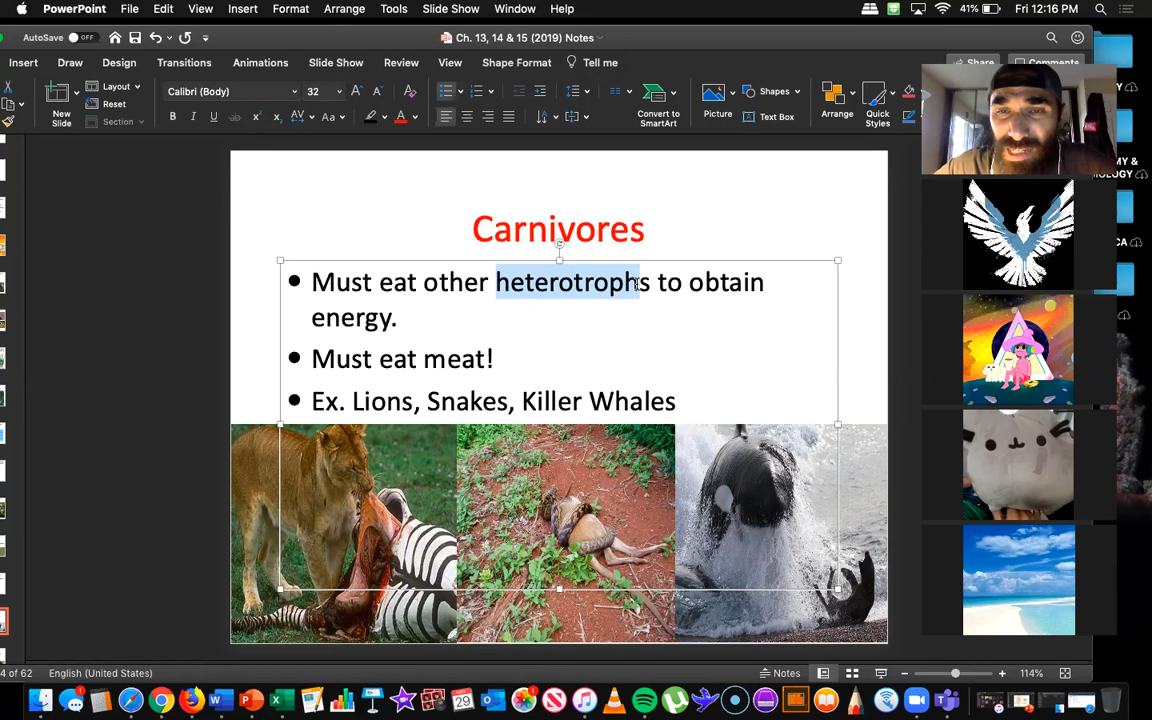 PowerPoint File Edit View Insert Format Arrange Tools Slide Show Window Help 41% Fri 12:16 PM
AutoSave OFF Ch. 13, 14 & 15 (2019) Notes
Insert Draw Design Transitions Animations Slide Show Review View Shape Format Tell me Share Comments
New Slide
Layout
Reset
Section
Calibri (Body) 32
Convert to SmartArt
Picture
Shapes
Text Box
Arrange
Quick Styles
Carnivores
• Must eat other heterotrophs to obtain
energy.
• Must eat meat!
• Ex. Lions, Snakes, Killer Whales
4 of 62 English (United States) Notes 114%